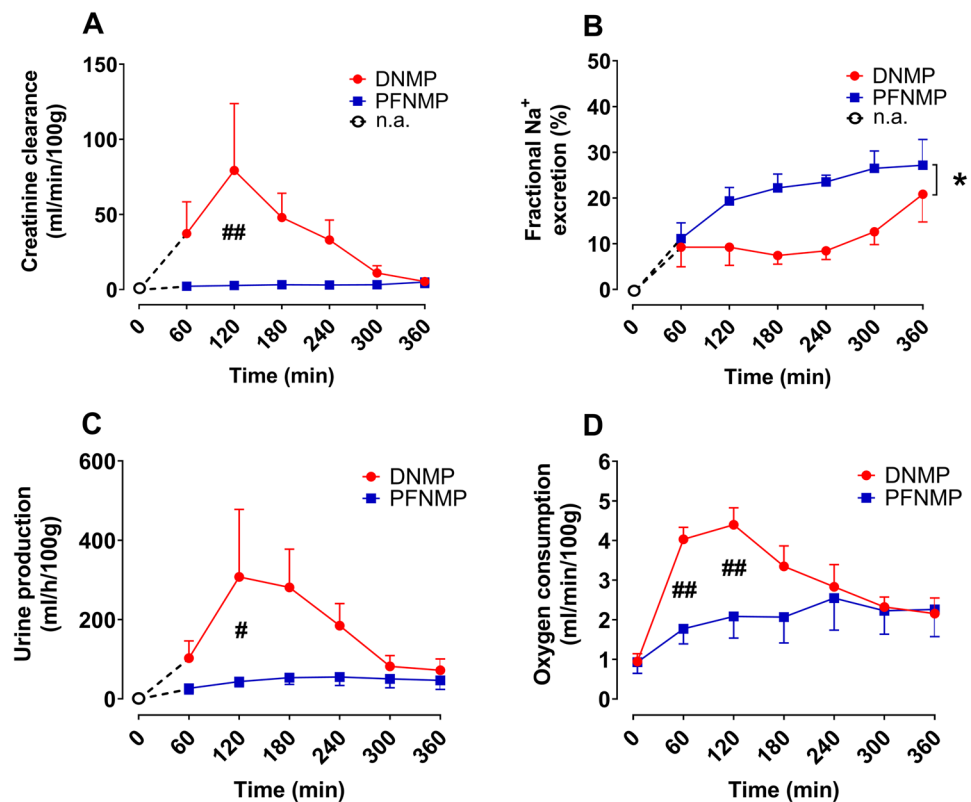 A
Creatinine clearance
(ml/min/100g)
150
100
50
0
DNMP
PFNMP
n.a.
##
0 60 120 180 240 300 360
Time (min)
B
Fractional Na+
excretion (%)
50
40
30
20
10
0
DNMP
PFNMP
n.a.
*
0 60 120 180 240 300 360
Time (min)
C
Urine production
(ml/h/100g)
600
400
200
0
DNMP
PFNMP
#
0 60 120 180 240 300 360
Time (min)
D
Oxygen consumption
(ml/min/100g)
6
5
4
3
2
1
0
DNMP
PFNMP
##
##
0 60 120 180 240 300 360
Time (min)